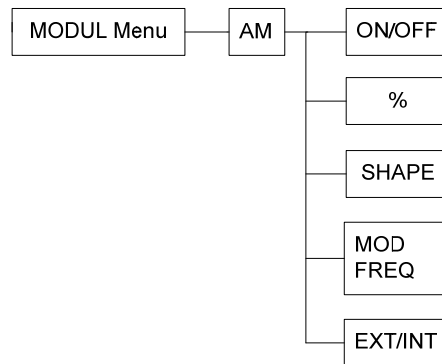 MODUL Menu
AM
ON/OFF
%
SHAPE
MOD
FREQ
EXT/INT